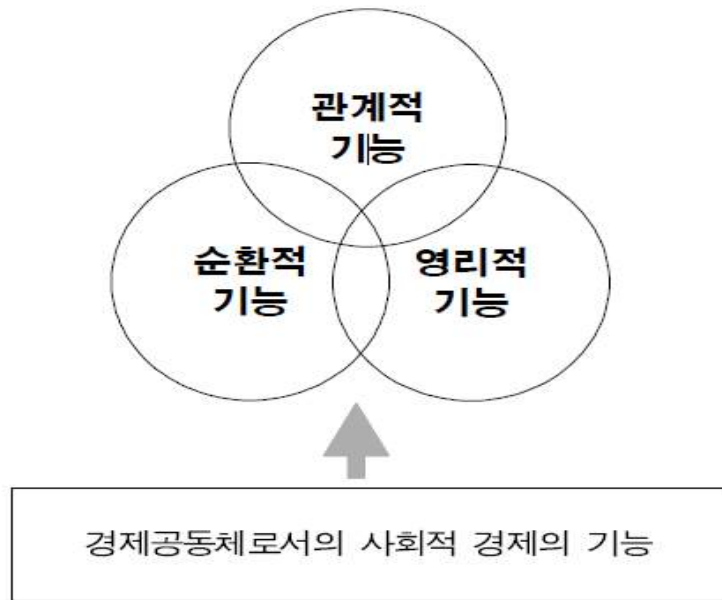 관계적
기능
순환적
기능
영리적
기능
경제공동체로서의 사회적 경제의 기능